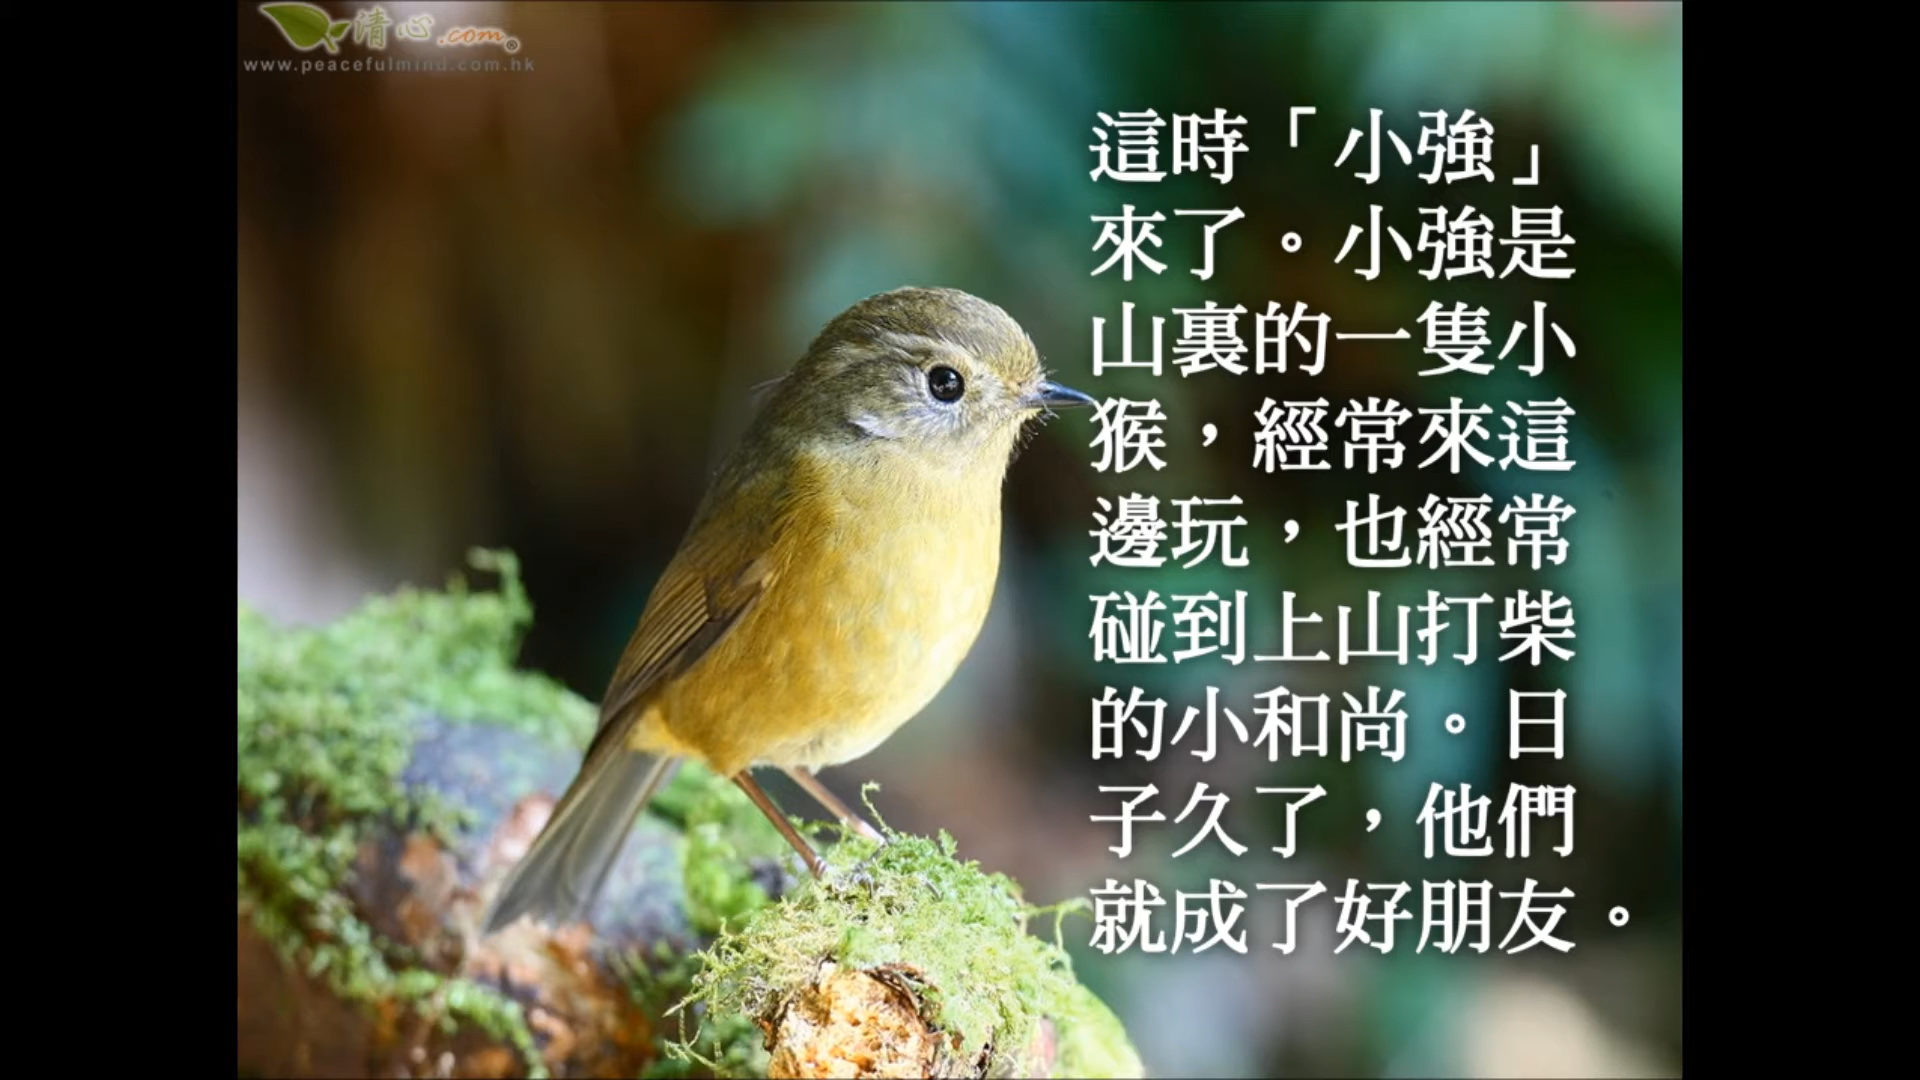 清心.com®
www.peacefulmind.com.hk
這時「小強」
來了。小強是
山裏的一隻小
猴，經常來這
邊玩，也經常
碰到上山打柴
的小和尚。日
子久了，他們
就成了好朋友。